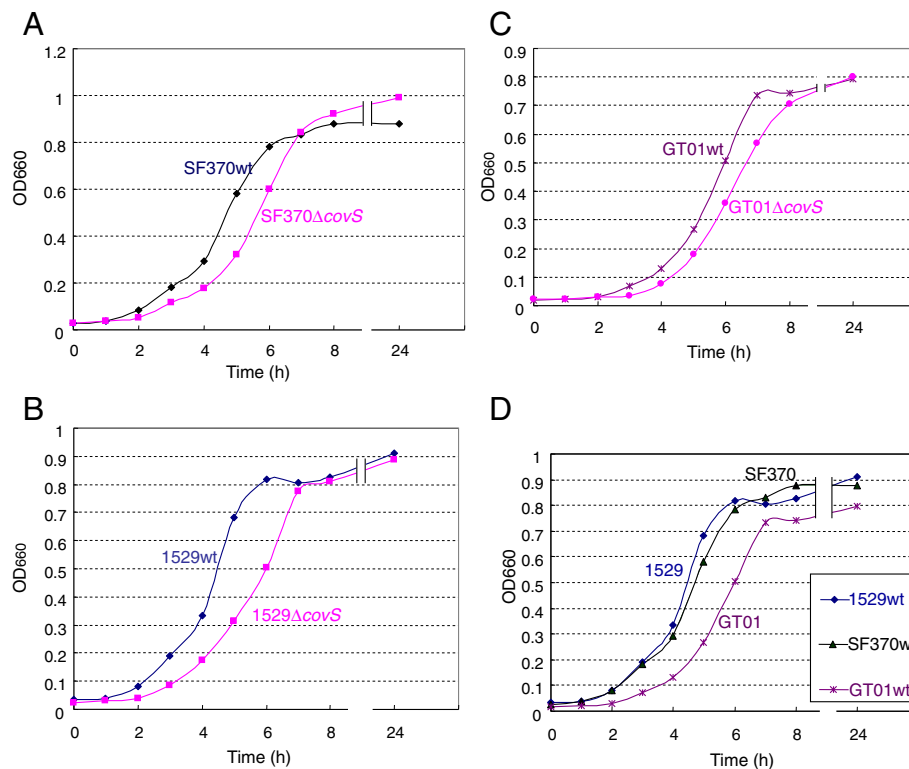 A
1.2
1
0.8
0.6
0.4
0.2
0
OD660
SF370wt
SF370ΔcovS
0 2 4 6 8 24
Time (h)
C
0.9
0.8
0.7
0.6
0.5
0.4
0.3
0.2
0.1
0
OD660
GT01wt
GT01ΔcovS
0 2 4 6 8 24
Time (h)
B
1
0.9
0.8
0.7
0.6
0.5
0.4
0.3
0.2
0.1
0
OD660
1529wt
1529ΔcovS
0 2 4 6 8 24
Time (h)
D
1
0.9
0.8
0.7
0.6
0.5
0.4
0.3
0.2
0.1
0
OD660
SF370
1529
GT01
1529wt
SF370w
GT01wt
0 2 4 6 8 24
Time (h)